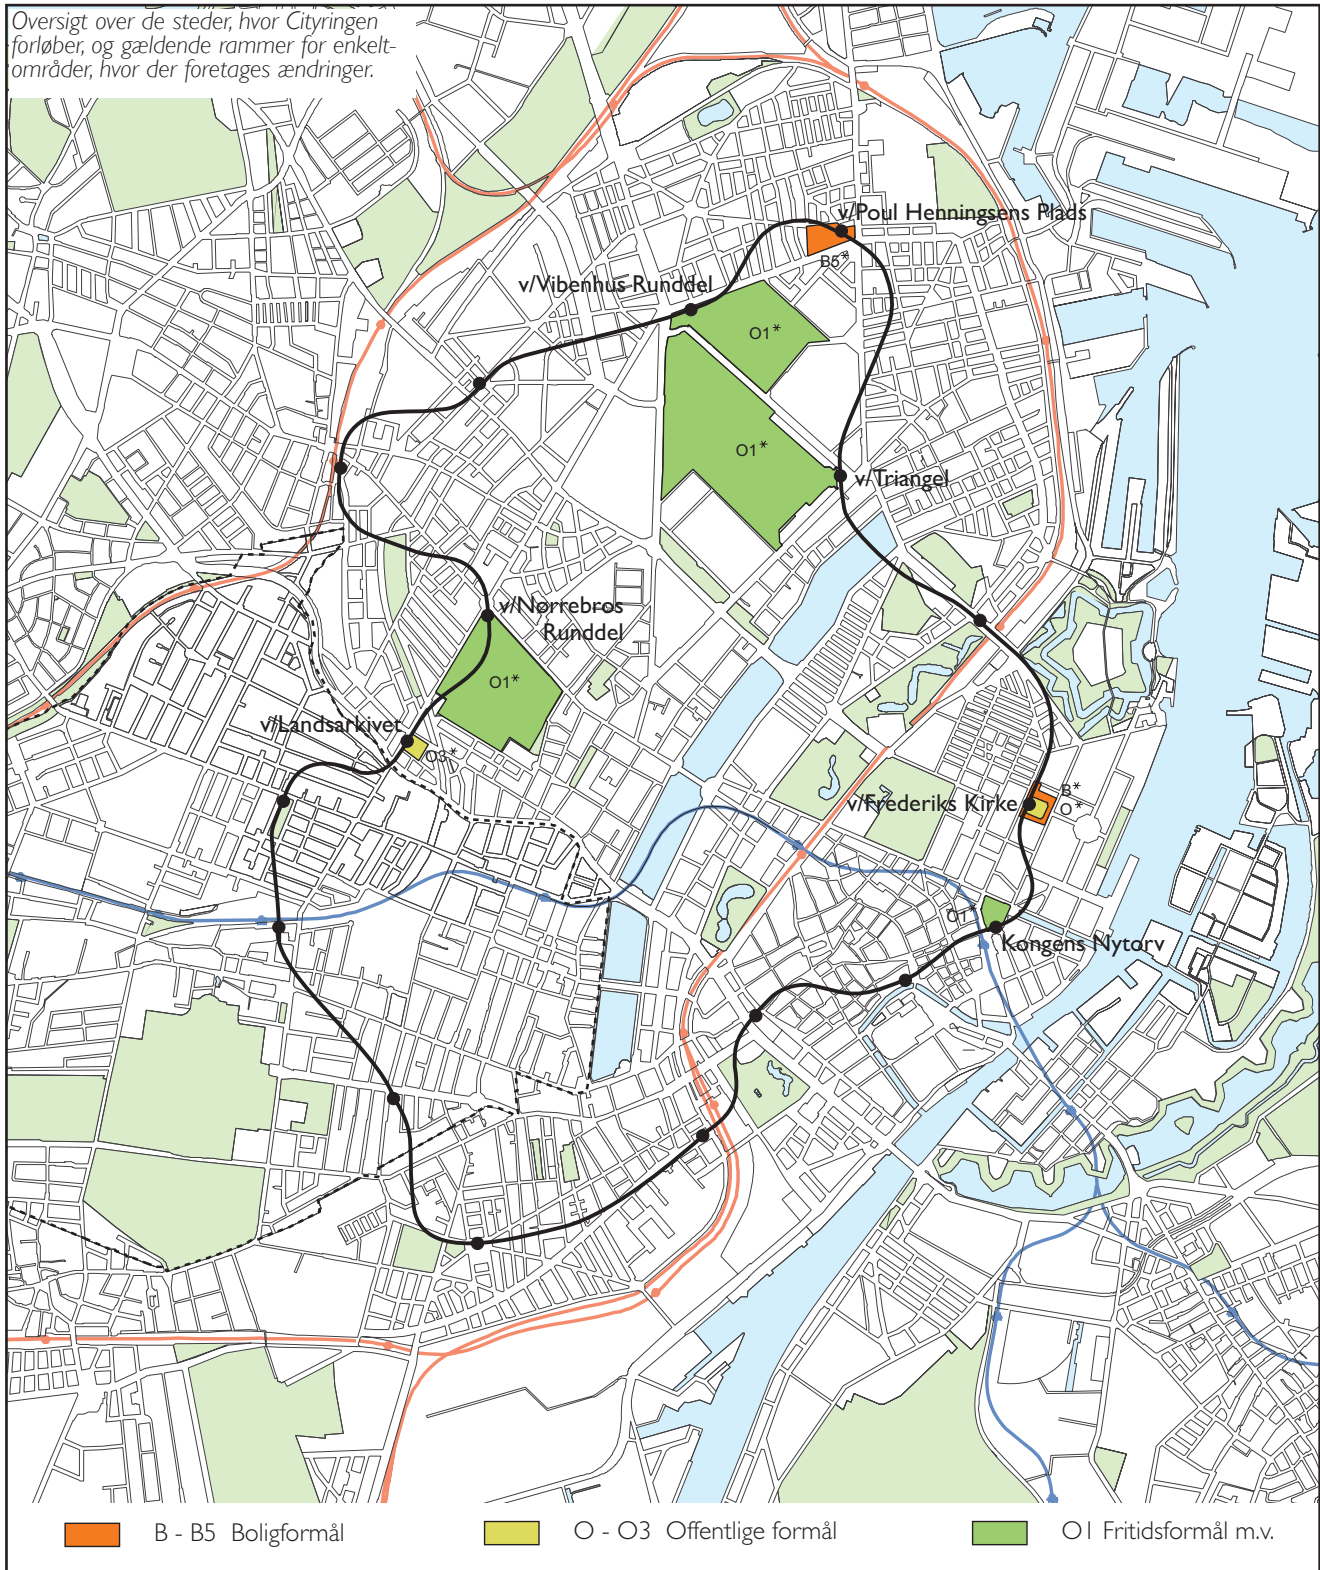 Oversigt over de steder, hvor Cityringen
forløber, og gældende rammer for enkelt-
områder, hvor der foretages ændringer.
v/Poul Henningsens Plads
B5*
v/Vibenhus Runddel
O1*
O1*
v/Triangel
v/Nørrebros
Runddel
O1*
v/Landsarkivet
O3*
v/Frederiks Kirke
B*
O*
O1*
Kongens Nytorv
B - B5 Boligformål
O - O3 Offentlige formål
O1 Fritidsformål m.v.